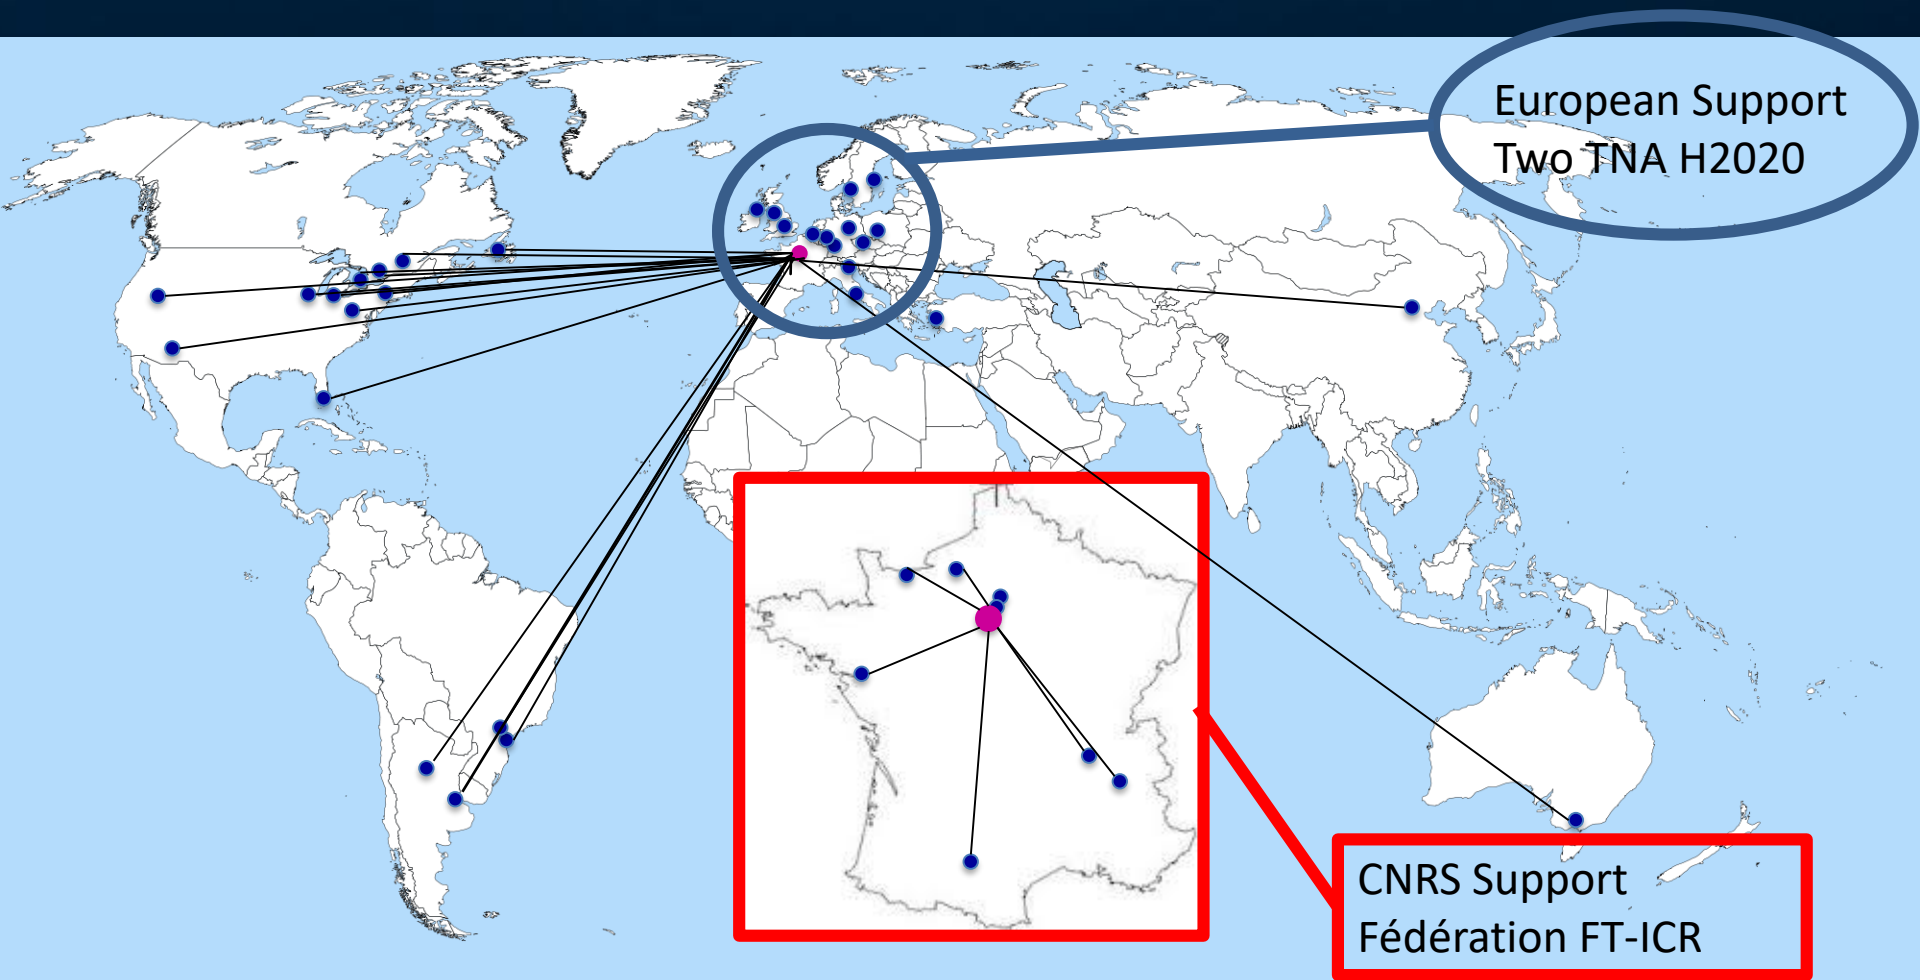 European Support
Two TNA H2020
CNRS Support
Fédération FT-ICR